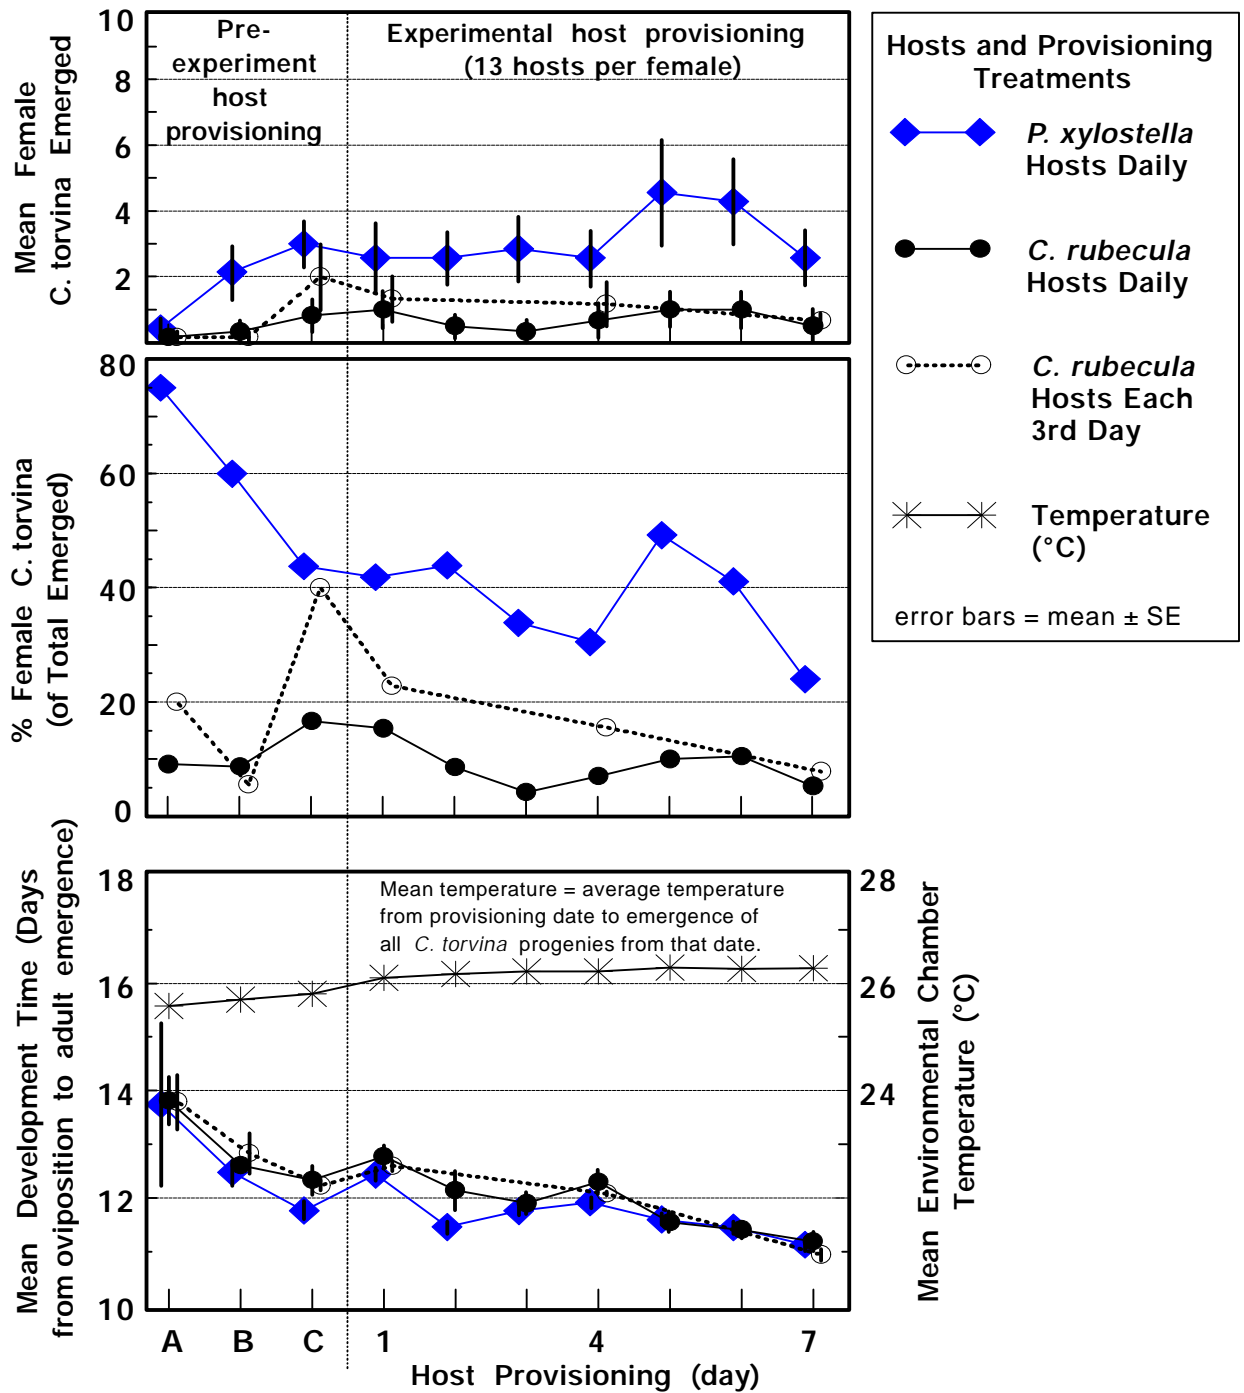 10
8
6
4
2
Mean Female
C. torvina Emerged
Pre-
experiment
host
provisioning
Experimental host provisioning
(13 hosts per female)
80
60
40
20
0
% Female C. torvina
(of Total Emerged)
18
16
14
12
10
Mean Development Time (Days
from oviposition to adult emergence)
Mean temperature = average temperature
from provisioning date to emergence of
all C. torvina progenies from that date.
28
26
24
Mean Environmental Chamber
Temperature (°C)
A B C 1 4 7
Host Provisioning (day)
Hosts and Provisioning
Treatments
P. xylostella
Hosts Daily
C. rubecula
Hosts Daily
C. rubecula
Hosts Each
3rd Day
Temperature
(°C)
error bars = mean ± SE